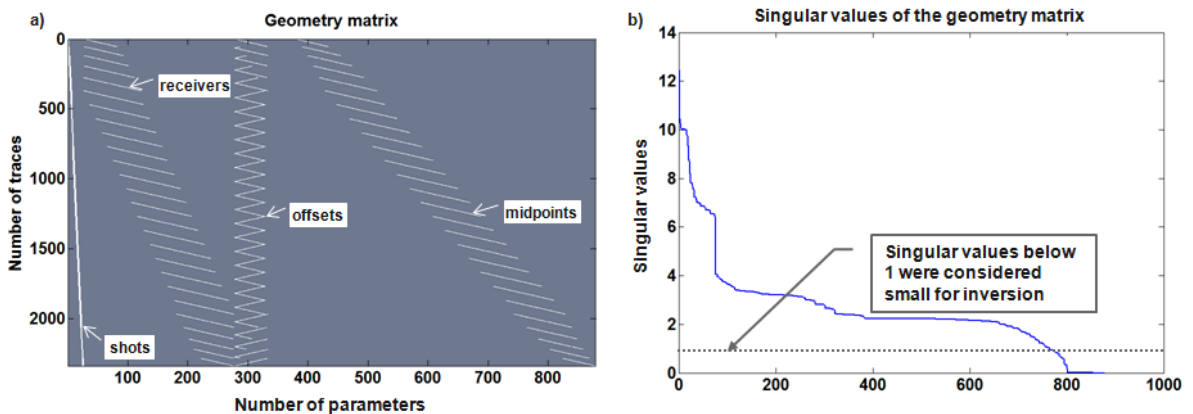 a)
Geometry matrix
0
500
1000
1500
2000
Number of traces
receivers
offsets
midpoints
shots
100 200 300 400 500 600 700 800
Number of parameters
b)
Singular values of the geometry matrix
14
12
10
8
6
4
2
0
SIngular values
Singular values below
1 were considered
small for inversion
0 200 400 600 800 1000